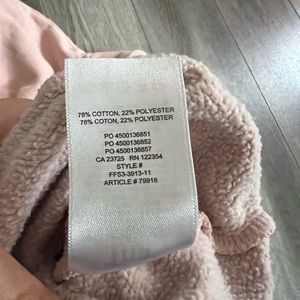 78% COTTON, 22% POLYESTER
78% COTON, 22% POLYESTER
PO 4500136851
PO 4500136852
PO 4500136857
CA 23725 RN 122354
STYLE #
FFS3-3913-11
ARTICLE # 79918